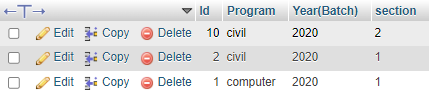 Id Program Year(Batch) section
Edit Copy Delete 10 civil 2020 2
Edit Copy Delete 2 civil 2020 1
Edit Copy Delete 1 computer 2020 1